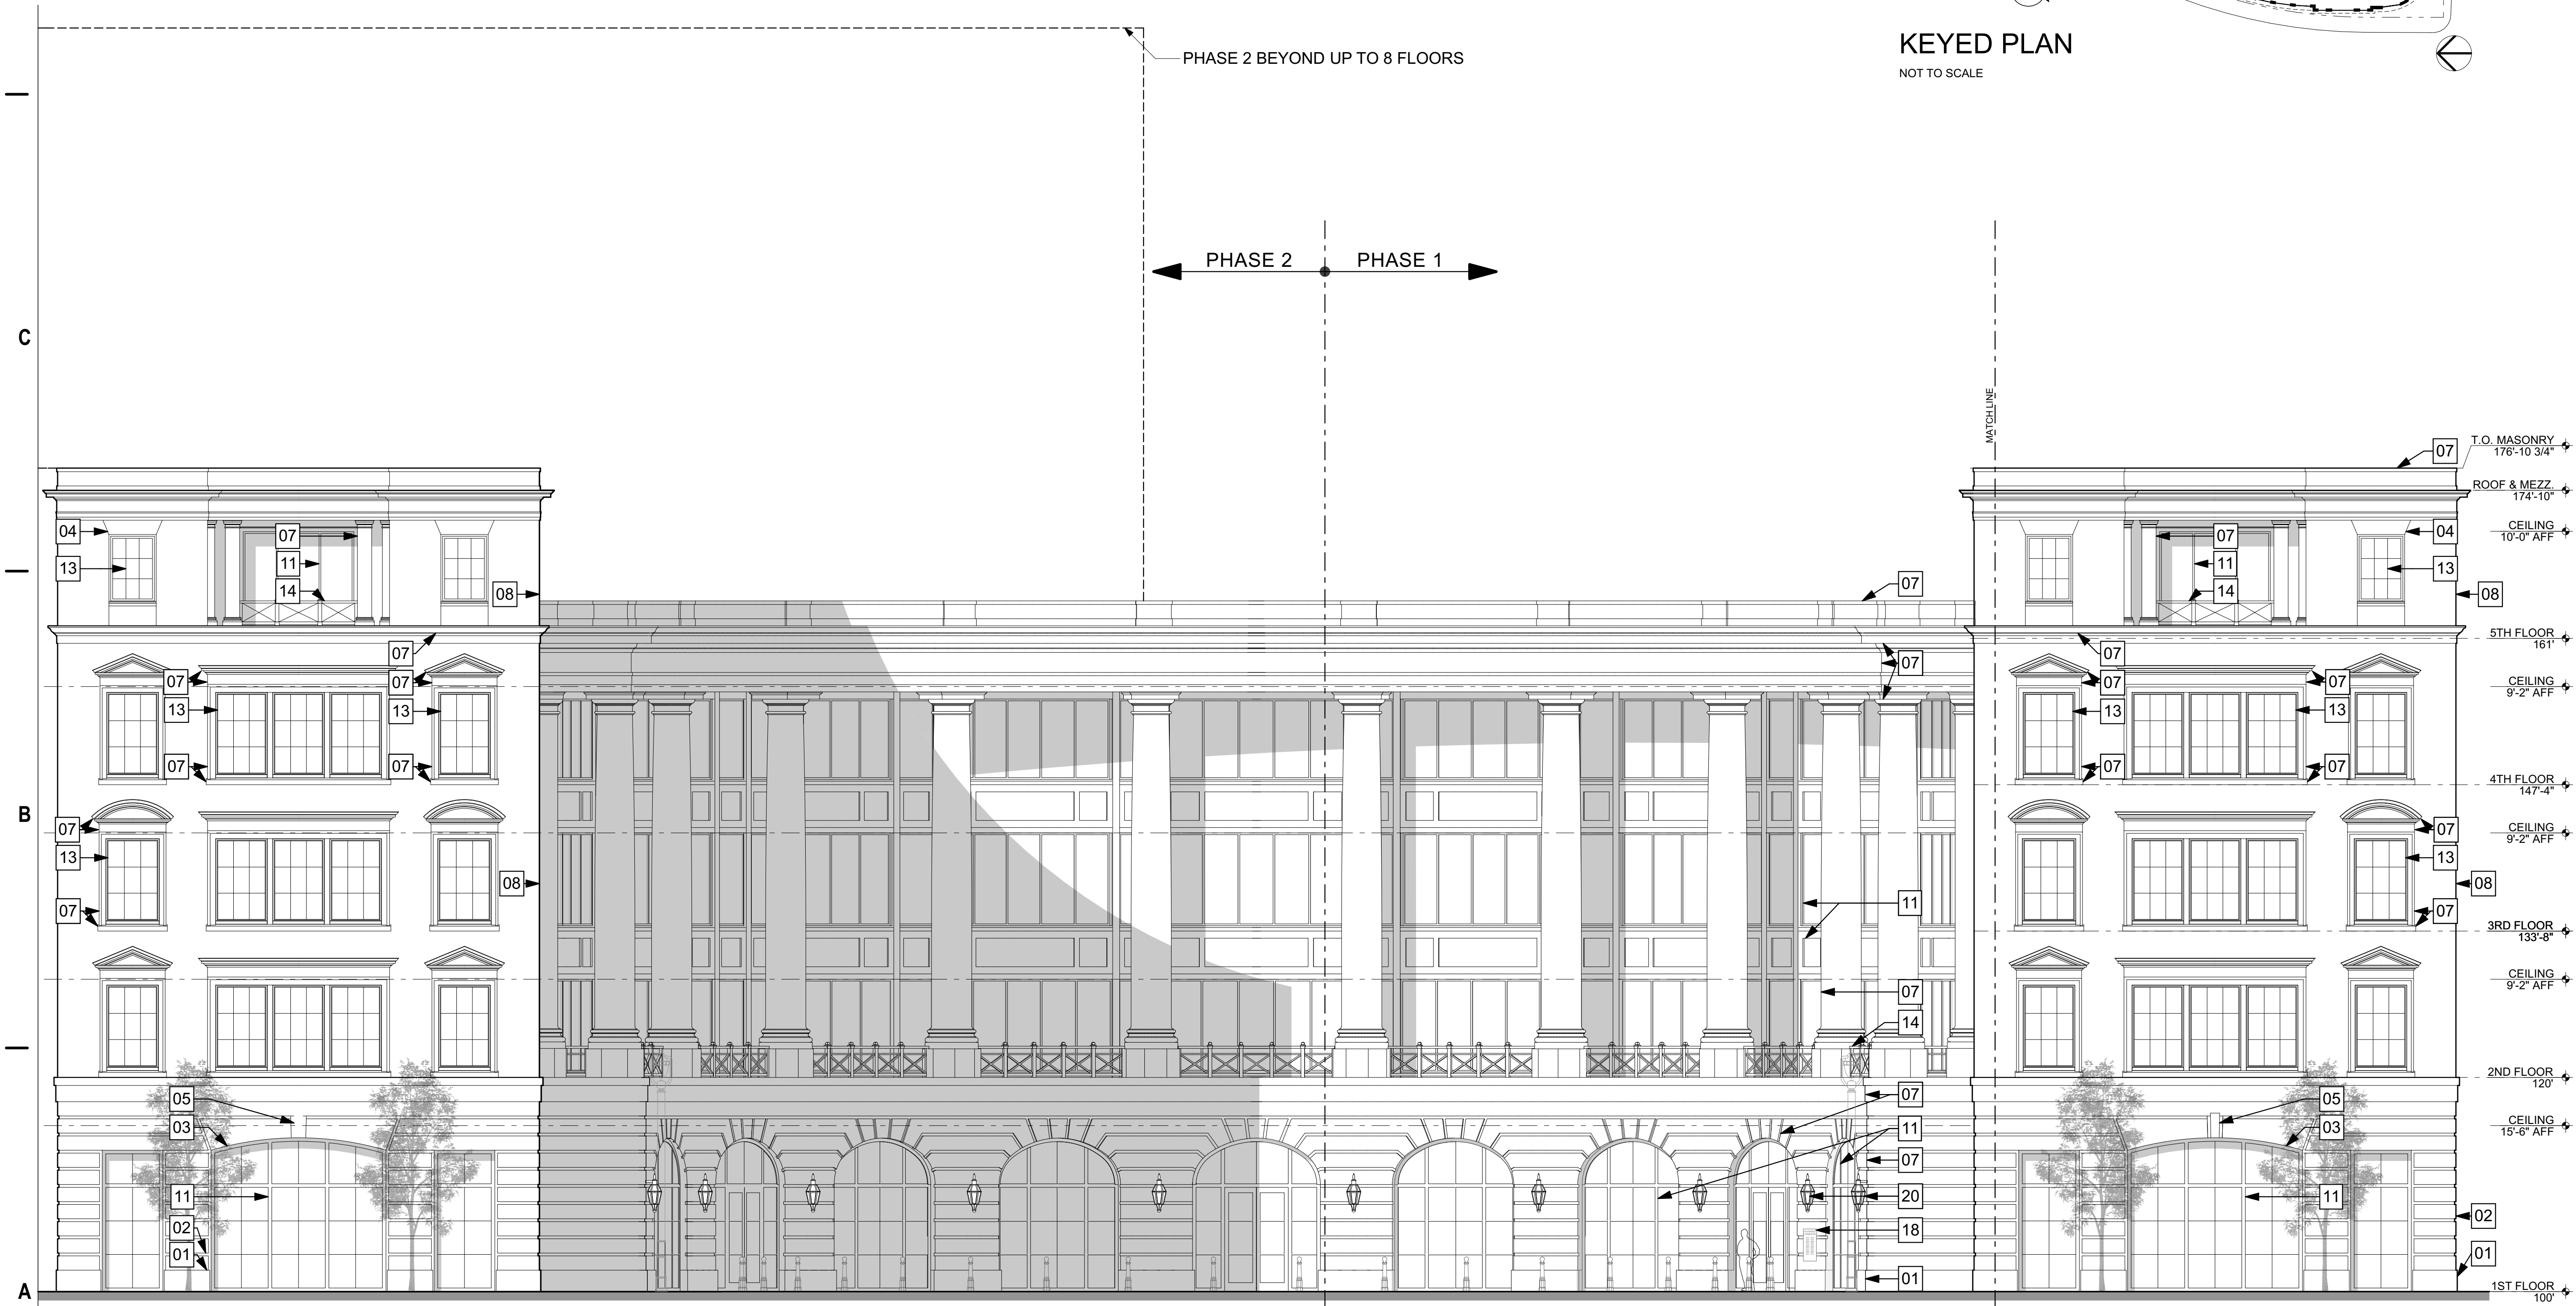 KEYED PLAN
NOT TO SCALE
PHASE 2 BEYOND UP TO 8 FLOORS
PHASE 2
PHASE 1
C
MATCH LINE
T.O. MASONRY
176'-10 3/4"
07
ROOF & MEZZ.
174'-10"
04
07
07
04
CEILING
10'-0" AFF
13
11
11
13
14
08
07
14
08
07
07
07
5TH FLOOR
161'
07
07
07
07
CEILING
9'-2" AFF
13
13
13
13
07
07
07
07
4TH FLOOR
147'-4"
B
07
07
CEILING
9'-2" AFF
13
13
08
08
07
11
07
3RD FLOOR
133'-8"
CEILING
9'-2" AFF
07
14
2ND FLOOR
120'
05
07
05
03
11
03
CEILING
15'-6" AFF
07
11
20
11
02
18
02
01
01
01
A
1ST FLOOR
100'